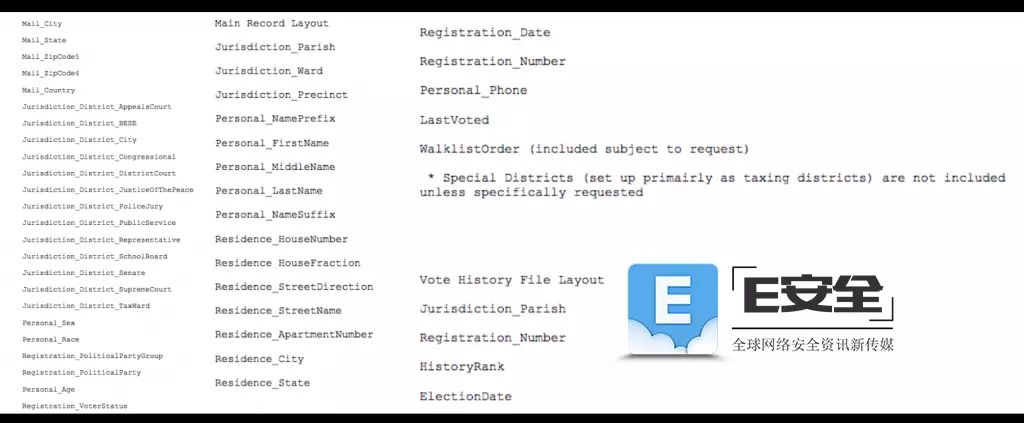 Mail_City
Mail_State
Mail_ZipCode5
Mail_ZipCode4
Mail_Country
Jurisdiction_District_AppealsCourt
Jurisdiction_District_BESE
Jurisdiction_District_City
Jurisdiction_District_Congressional
Jurisdiction_District_DistrictCourt
Jurisdiction_District_JusticeOfThePeace
Jurisdiction_District_PoliceJury
Jurisdiction_District_PublicService
Jurisdiction_District_Representative
Jurisdiction_District_SchoolBoard
Jurisdiction_District_Senate
Jurisdiction_District_SupremeCourt
Jurisdiction_District_TaxWard
Personal_Sex
Personal_Race
Registration_PoliticalPartyGroup
Registration_PoliticalParty
Personal_Age
Registration_VoterStatus
Main Record Layout
Jurisdiction_Parish
Jurisdiction_Ward
Jurisdiction_Precinct
Personal_NamePrefix
Personal_FirstName
Personal_MiddleName
Personal_LastName
Personal_NameSuffix
Residence_HouseNumber
Residence_HouseFraction
Residence_StreetDirection
Residence_StreetName
Residence_ApartmentNumber
Residence_City
Residence_State
Registration_Date
Registration_Number
Personal_Phone
LastVoted
WalklistOrder (included subject to request)
* Special Districts (set up primairly as taxing districts) are not included
unless specifically requested
Vote History File Layout
Jurisdiction_Parish
Registration_Number
HistoryRank
ElectionDate
E
E安全
全球网络安全资讯新传媒